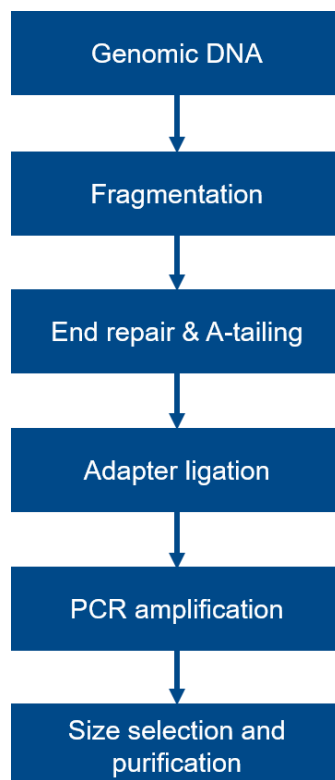 Genomic DNA
Fragmentation
End repair & A-tailing
Adapter ligation
PCR amplification
Size selection and
purification